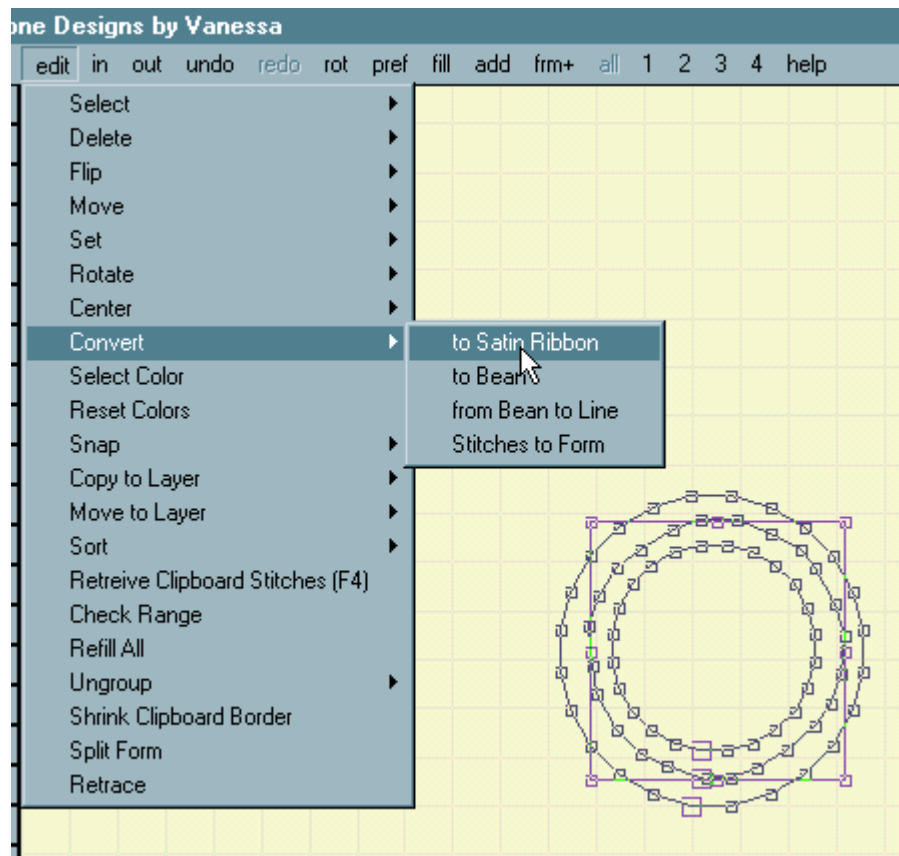 one Designs by Vanessa
edit in out undo redo rot pref fill add frm+ all 1 2 3 4 help
Select
Delete
Flip
Move
Set
Rotate
Center
Convert
to Satin Ribbon
Select Color
to Bean
Reset Colors
from Bean to Line
Snap
Stitches to Form
Copy to Layer
Move to Layer
Sort
Retreive Clipboard Stitches (F4)
Check Range
Refill All
Ungroup
Shrink Clipboard Border
Split Form
Retrace